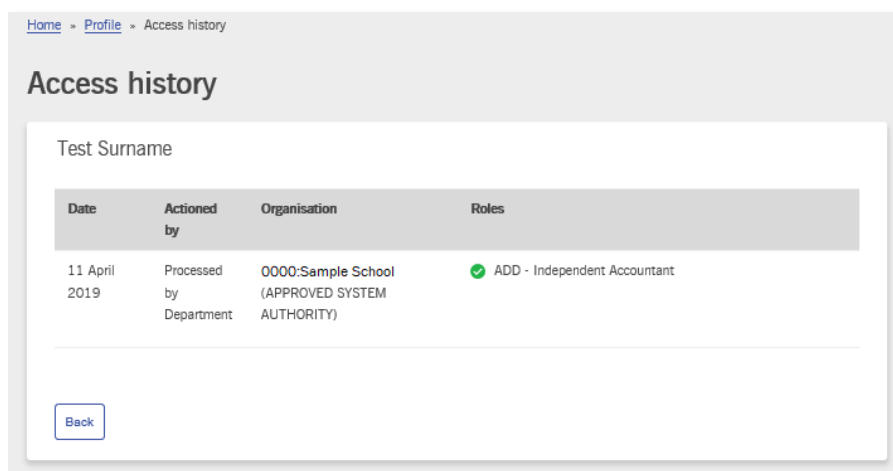 Home » Profile » Access history
Access history
Test Surname
Date Actioned by Organisation Roles
11 April 2019 Processed by Department 0000:Sample School (APPROVED SYSTEM AUTHORITY) ADD - Independent Accountant
Back